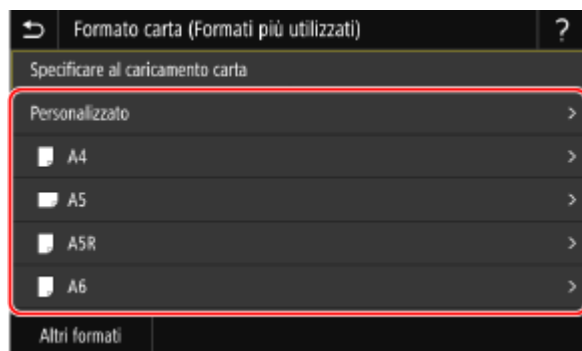 Formato carta (Formati più utilizzati) ?
Specificare al caricamento carta
Personalizzato >
A4 >
A5 >
A5R >
A6 >
Altri formati